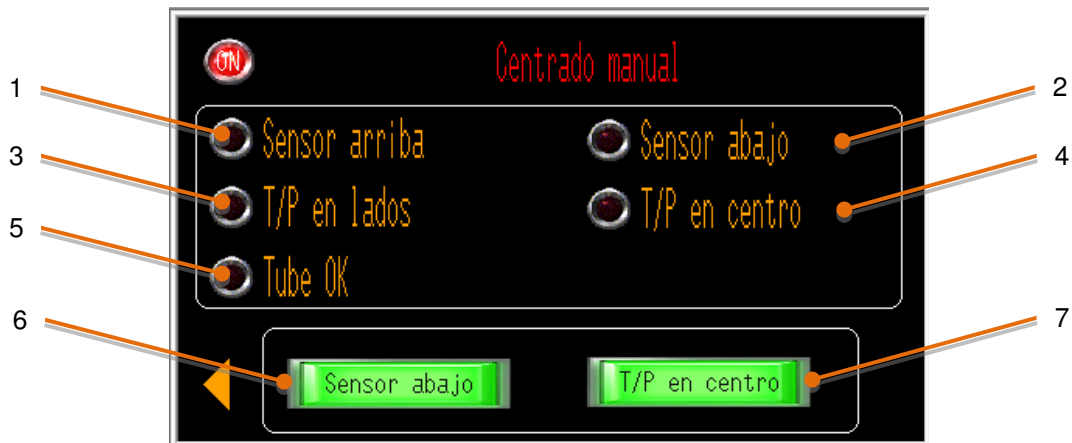 ON
Centrado manual
1
2
Sensor arriba
Sensor abajo
3
4
T/P en lados
T/P en centro
5
Tube OK
6
7
Sensor abajo
T/P en centro